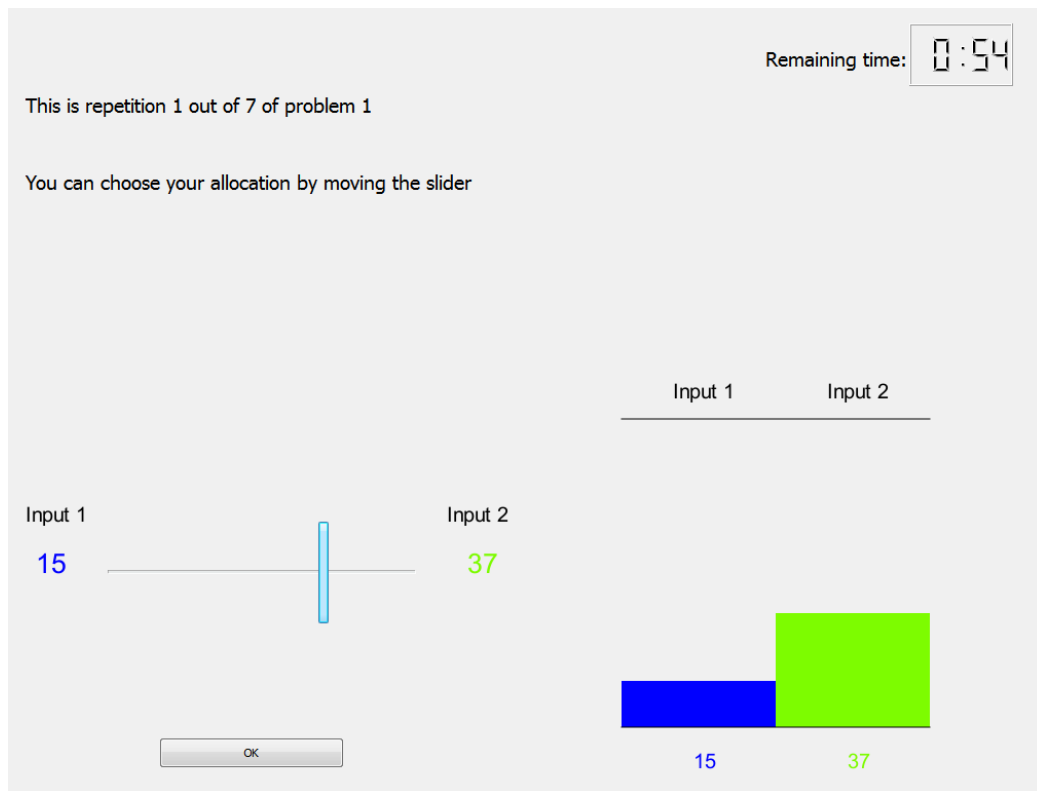 Remaining time: 0:54
This is repetition 1 out of 7 of problem 1
You can choose your allocation by moving the slider
Input 1 Input 2
Input 1 Input 2
15 37
OK
15 37